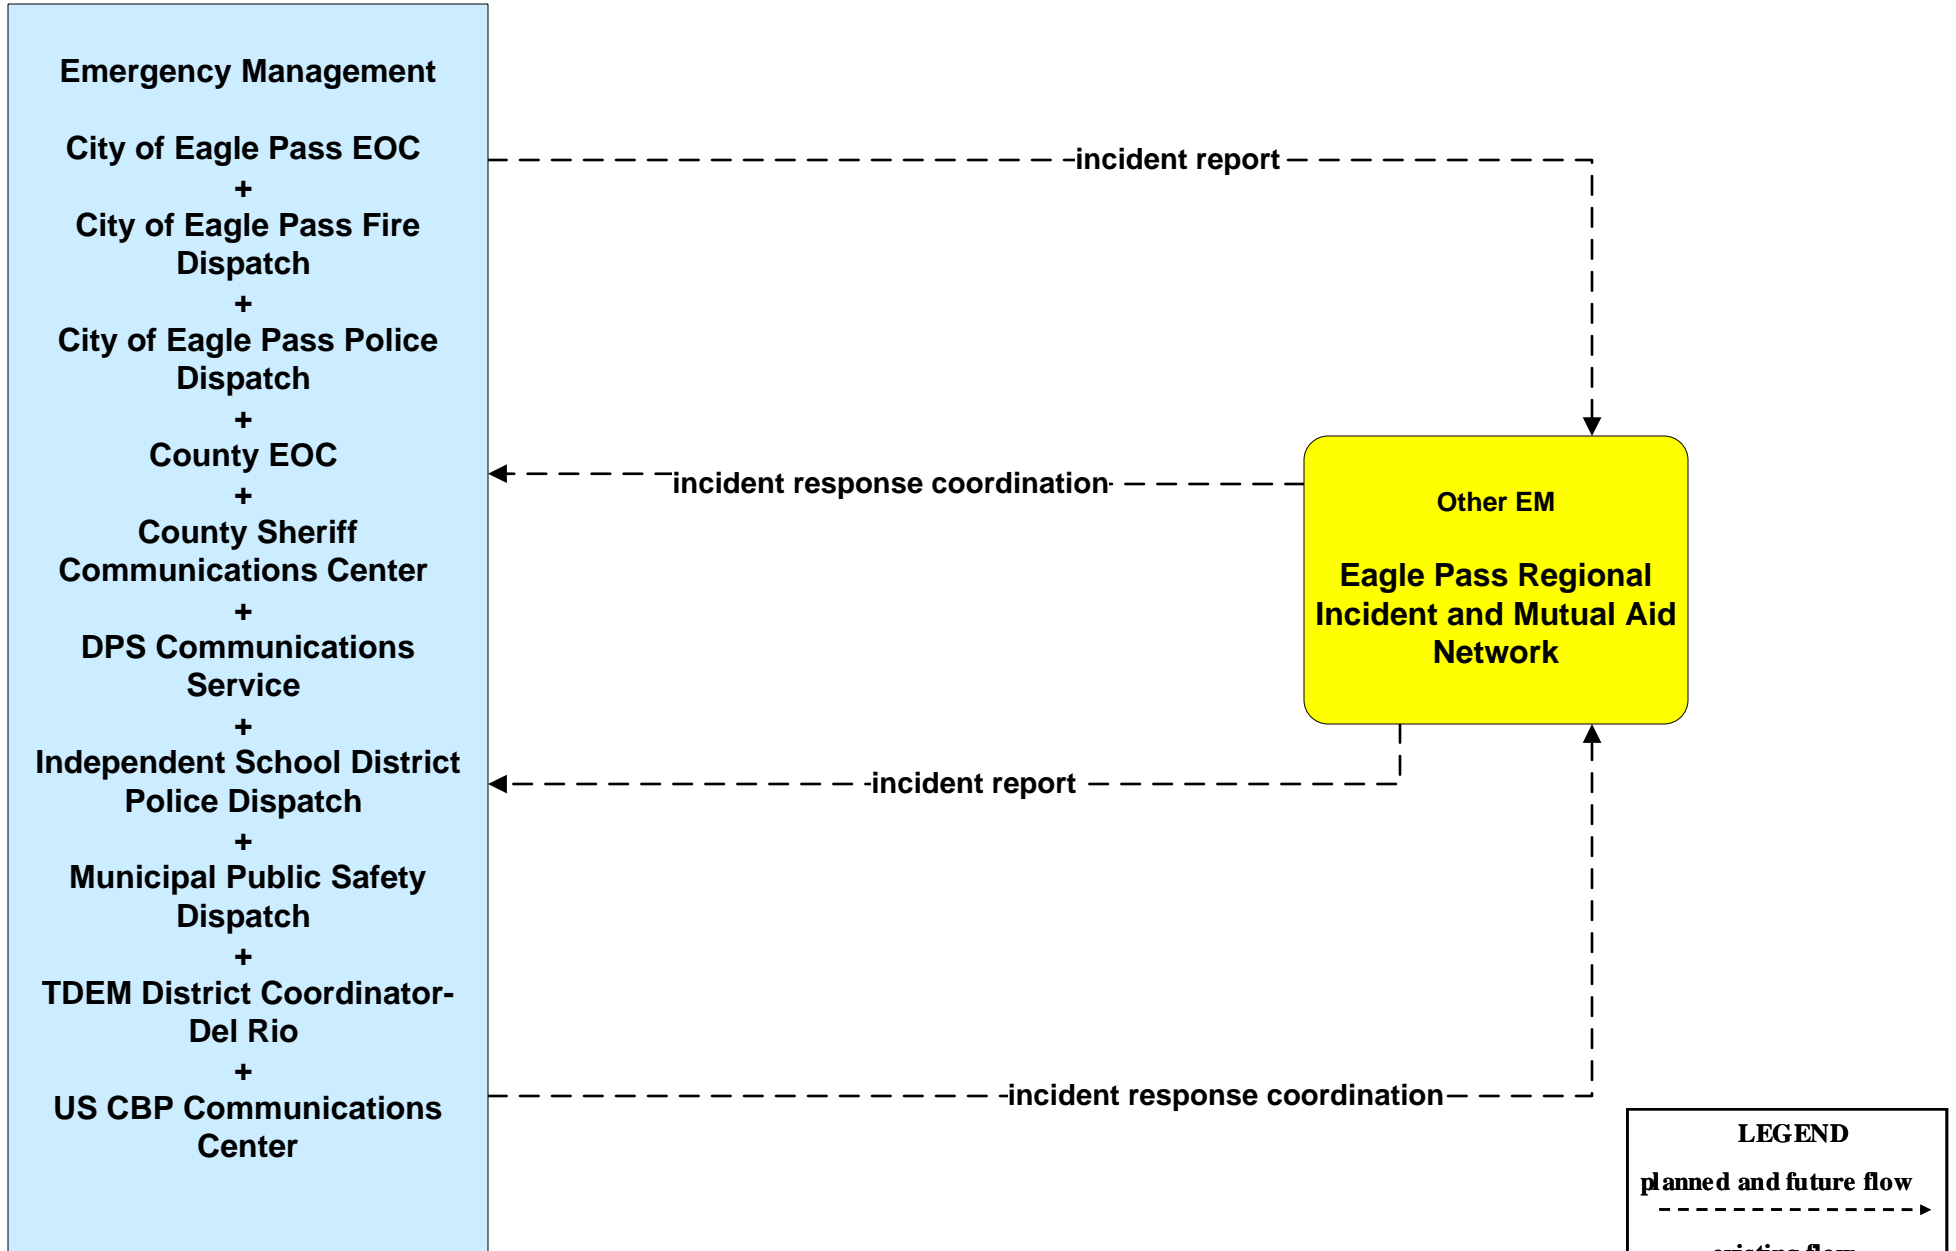 Emergency Management
City of Eagle Pass EOC
+
City of Eagle Pass Fire
Dispatch
+
City of Eagle Pass Police
Dispatch
+
County EOC
+
County Sheriff
Communications Center
+
DPS Communications
Service
+
Independent School District
Police Dispatch
+
Municipal Public Safety
Dispatch
+
TDEM District Coordinator-
Del Rio
+
US CBP Communications
Center
incident report
incident response coordination
incident report
incident response coordination
Other EM
Eagle Pass Regional
Incident and Mutual Aid
Network
LEGEND
planned and future flow
existing flow